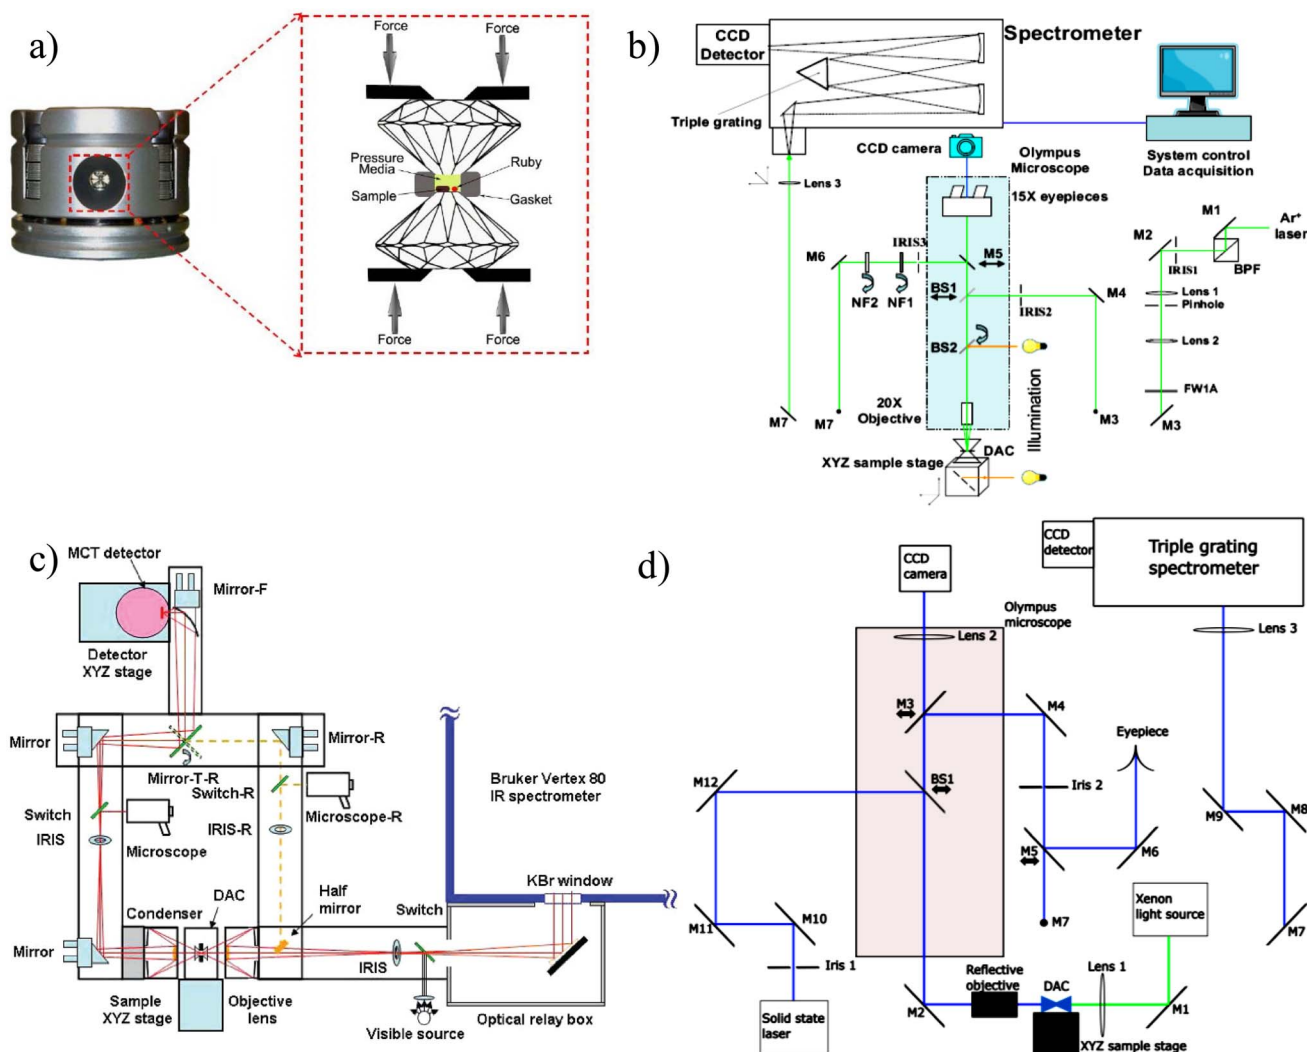 a)
Force
Force
Pressure
Media
Ruby
Sample
Gasket
Force
Force
b)
CCD
Detector
Spectrometer
Triple grating
CCD camera
Olympus
Microscope
System control
Data acquisition
Lens 3
15X eyepieces
M1
Ar+
laser
M2
IRIS1
BPF
M6
IRIS3
M5
NF2
NF1
BS1
M4
IRIS2
Lens 1
Pinhole
BS2
Lens 2
Illumination
FW1A
M7
M7
20X
Objective
M3
M3
DAC
XYZ sample stage
c)
MCT detector
Mirror-F
Detector
XYZ stage
Mirror
Mirror-R
Mirror-T-R
Switch-R
Switch
IRIS
Microscope
IRIS-R
Microscope-R
Bruker Vertex 80
IR spectrometer
KBr window
Condenser
DAC
Half
mirror
Switch
Mirror
IRIS
Sample
XYZ stage
Objective
lens
Visible source
Optical relay box
d)
CCD
camera
CCD
detector
Triple grating
spectrometer
Olympus
microscope
Lens 2
Lens 3
M3
M4
Eyepiece
M12
BS1
Iris 2
M9
M8
M5
M6
M11
M10
M7
Xenon
light source
M7
Iris 1
Reflective
objective
DAC
Lens 1
M2
M1
Solid state
laser
XYZ sample stage